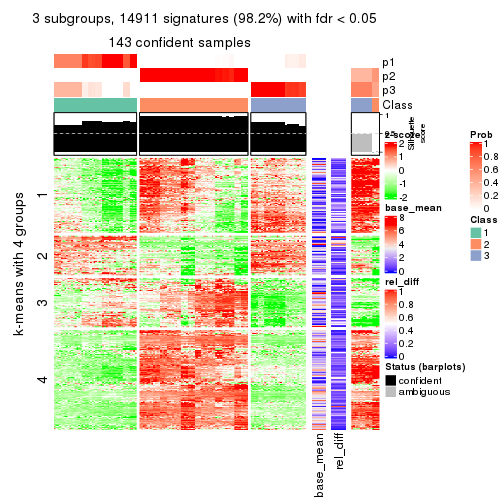 3 subgroups, 14911 signatures (98.2%) with fdr < 0.05
143 confident samples
p1
p2
p3
Class
1
0.5
Silhouette
score
z-score
2
1
0
-1
-2
base_mean
8
6
4
2
0
rel_diff
1
0.8
0.6
0.4
0.2
0
Status (barplots)
confident
ambiguous
Prob
1
0.8
0.6
0.4
0.2
0
Class
1
2
3
k-means with 4 groups
1
2
3
4
base_mean
rel_diff